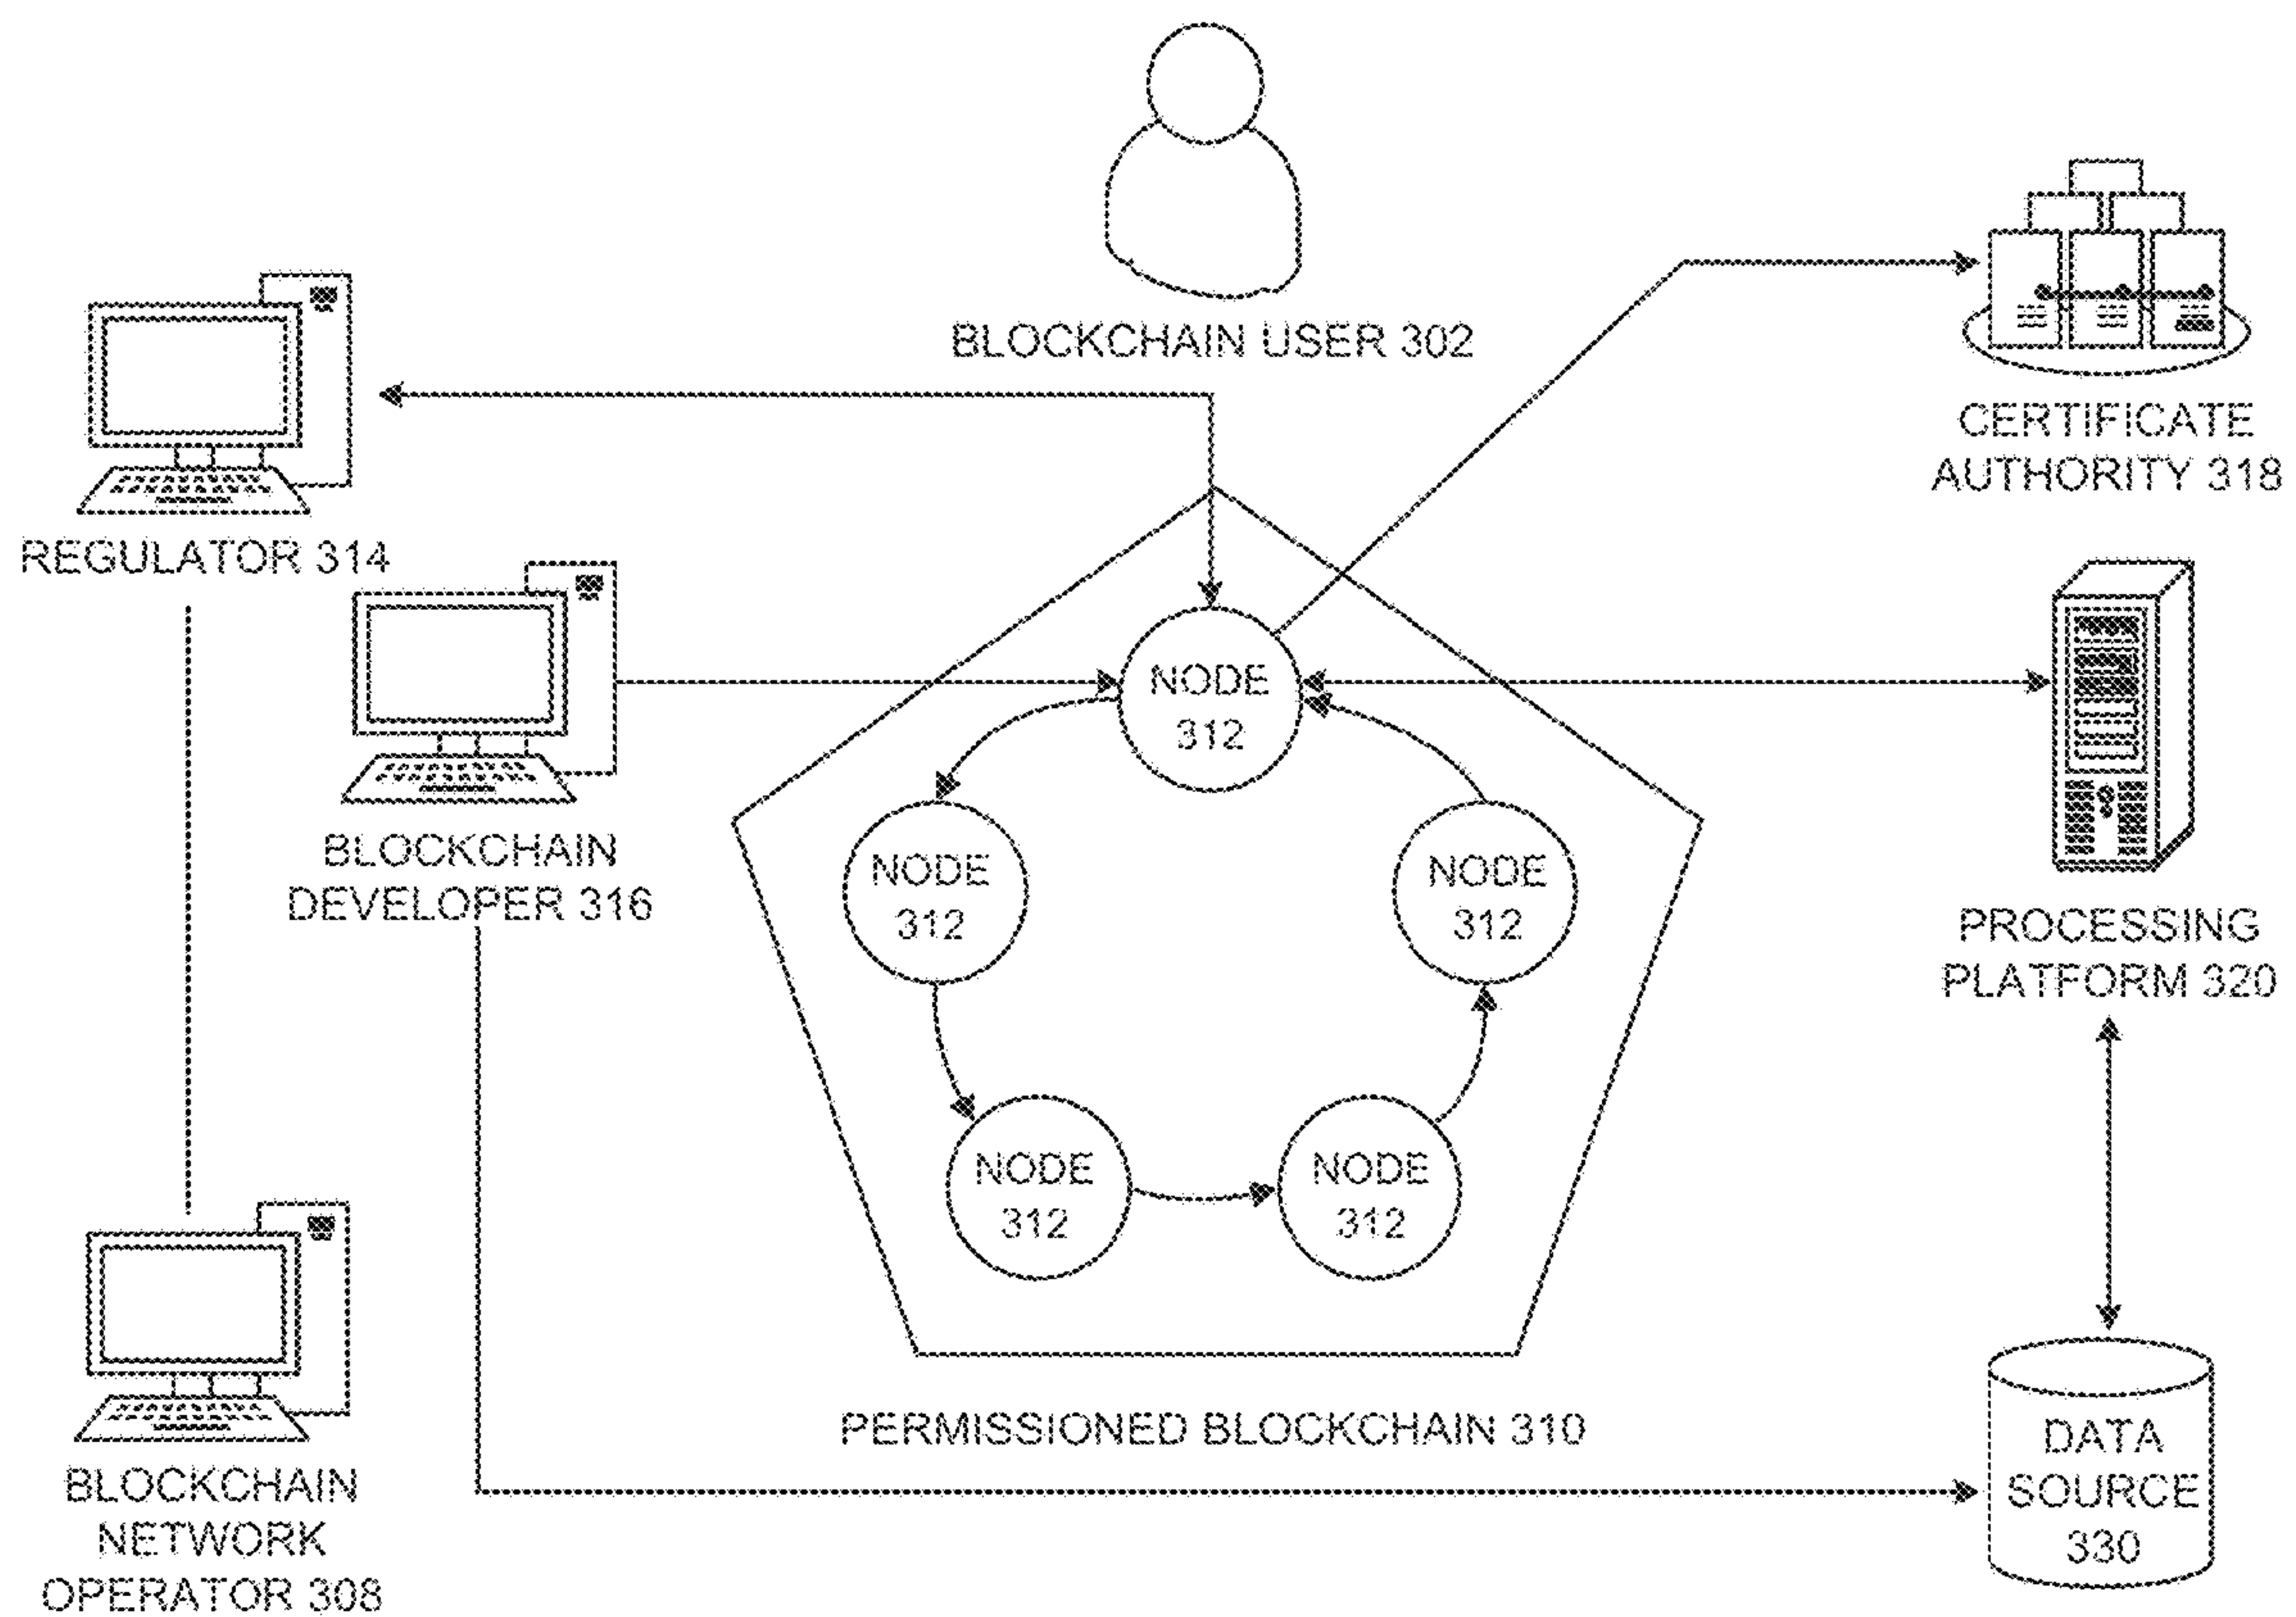 BLOCKCHAIN USER 302
CERTIFICATE
AUTHORITY 318
REGULATOR 314
NODE
312
BLOCKCHAIN
DEVELOPER 316
NODE
312
NODE
312
PROCESSING
PLATFORM 320
NODE
312
NODE
312
PERMISSIONED BLOCKCHAIN 310
DATA
SOURCE
330
BLOCKCHAIN
NETWORK
OPERATOR 308